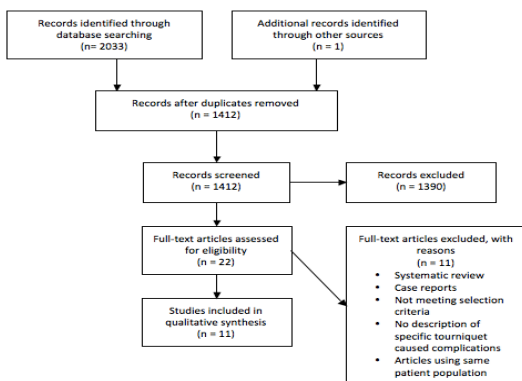 Records identified through
database searching
(n= 2033)
Additional records identified
through other sources
(n = 1)
Records after duplicates removed
(n = 1412)
Records screened
(n = 1412)
Records excluded
(n = 1390)
Full-text articles assessed
for eligibility
(n = 22)
Full-text articles excluded, with
reasons
(n = 11)
• Systematic review
• Case reports
• Not meeting selection
criteria
• No description of
specific tourniquet
caused complications
• Articles using same
patient population
Studies included in
qualitative synthesis
(n = 11)